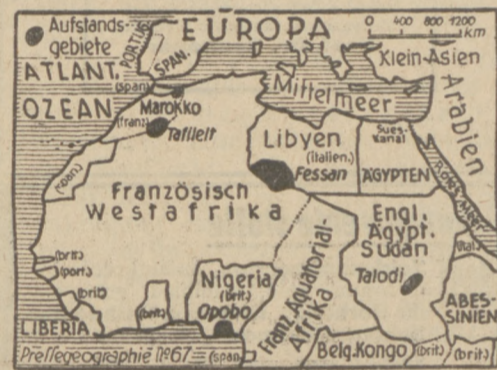 Aufstands-
gebiete
EUROPA
0 400 800 1200
Km
PORTUG.
SPAN.
ATLANT.
OZEAN
(span)
Klein-Asien
Mittelmeer
Arabien
Marokko
(franz.)
Tafilelt
Libyen
(italien.)
Fessan
Sues-
Kanal
ÄGYPTEN
Rotes Meer
(span.)
Französisch
Westafrika
Engl.
Ägypt.
Sudan
Talodi
(ital.)
Franz. Äquatorial-
Afrika
(brit.)
(port.)
(brit)
(brit.)
Nigeria
(brit.)
Opobo
ABES-
SINIEN
LIBERIA
Pressegeographie No67
(span)
Belg. Kongo
(brit.)
(brit.)